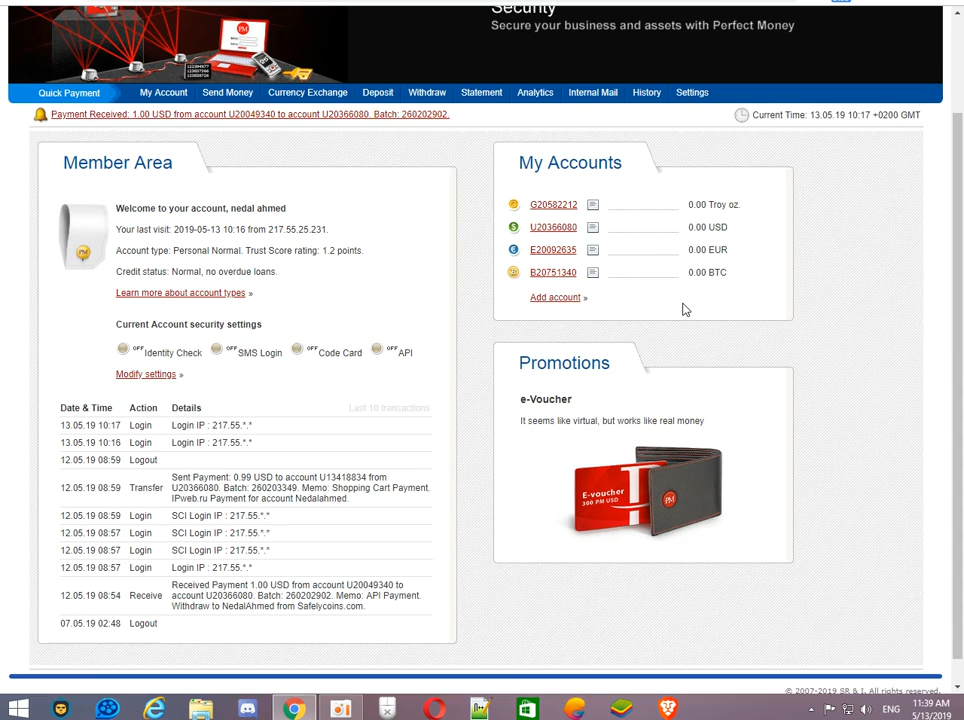 Security
Secure your business and assets with Perfect Money
Quick Payment My Account Send Money Currency Exchange Deposit Withdraw Statement Analytics Internal Mail History Settings
Payment Received: 1.00 USD from account U20049340 to account U20366080. Batch: 260202902.
Current Time: 13.05.19 10:17 +0200 GMT
Member Area
Welcome to your account, nedal ahmed
Your last visit: 2019-05-13 10:16 from 217.55.25.231.
Account type: Personal Normal. Trust Score rating: 1.2 points.
Credit status: Normal, no overdue loans.
Learn more about account types »
Current Account security settings
OFF Identity Check OFF SMS Login OFF Code Card OFF API
Modify settings »
Date & Time Action Details Last 10 transactions
13.05.19 10:17 Login Login IP : 217.55.*.*
13.05.19 10:16 Login Login IP : 217.55.*.*
12.05.19 08:59 Logout
12.05.19 08:59 Transfer Sent Payment: 0.99 USD to account U13418834 from
U20366080. Batch: 260203349. Memo: Shopping Cart Payment.
IPweb.ru Payment for account Nedalahmed.
12.05.19 08:59 Login SCI Login IP : 217.55.*.*
12.05.19 08:57 Login SCI Login IP : 217.55.*.*
12.05.19 08:57 Login SCI Login IP : 217.55.*.*
12.05.19 08:57 Login Login IP : 217.55.*.*
12.05.19 08:54 Receive Received Payment 1.00 USD from account U20049340 to
account U20366080. Batch: 260202902. Memo: API Payment.
Withdraw to NedalAhmed from Safelycoins.com.
07.05.19 02:48 Logout
My Accounts
G20582212 0.00 Troy oz.
U20366080 0.00 USD
E20092635 0.00 EUR
B20751340 0.00 BTC
Add account »
Promotions
e-Voucher
It seems like virtual, but works like real money
E-voucher
300 PM USD
PM
© 2007-2019 SR & I. All rights reserved.
ENG
11:39 AM
5/13/2019